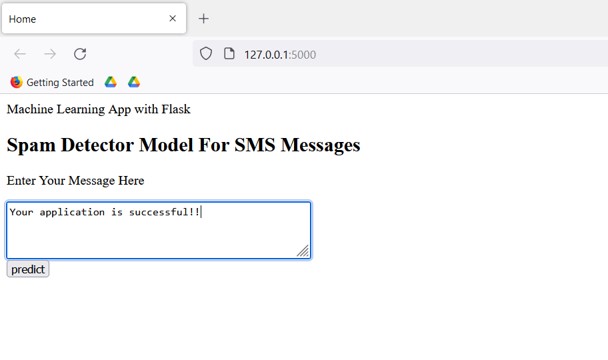 Home
127.0.0.1:5000
Getting Started
Machine Learning App with Flask
Spam Detector Model For SMS Messages
Enter Your Message Here
Your application is successful!!
predict